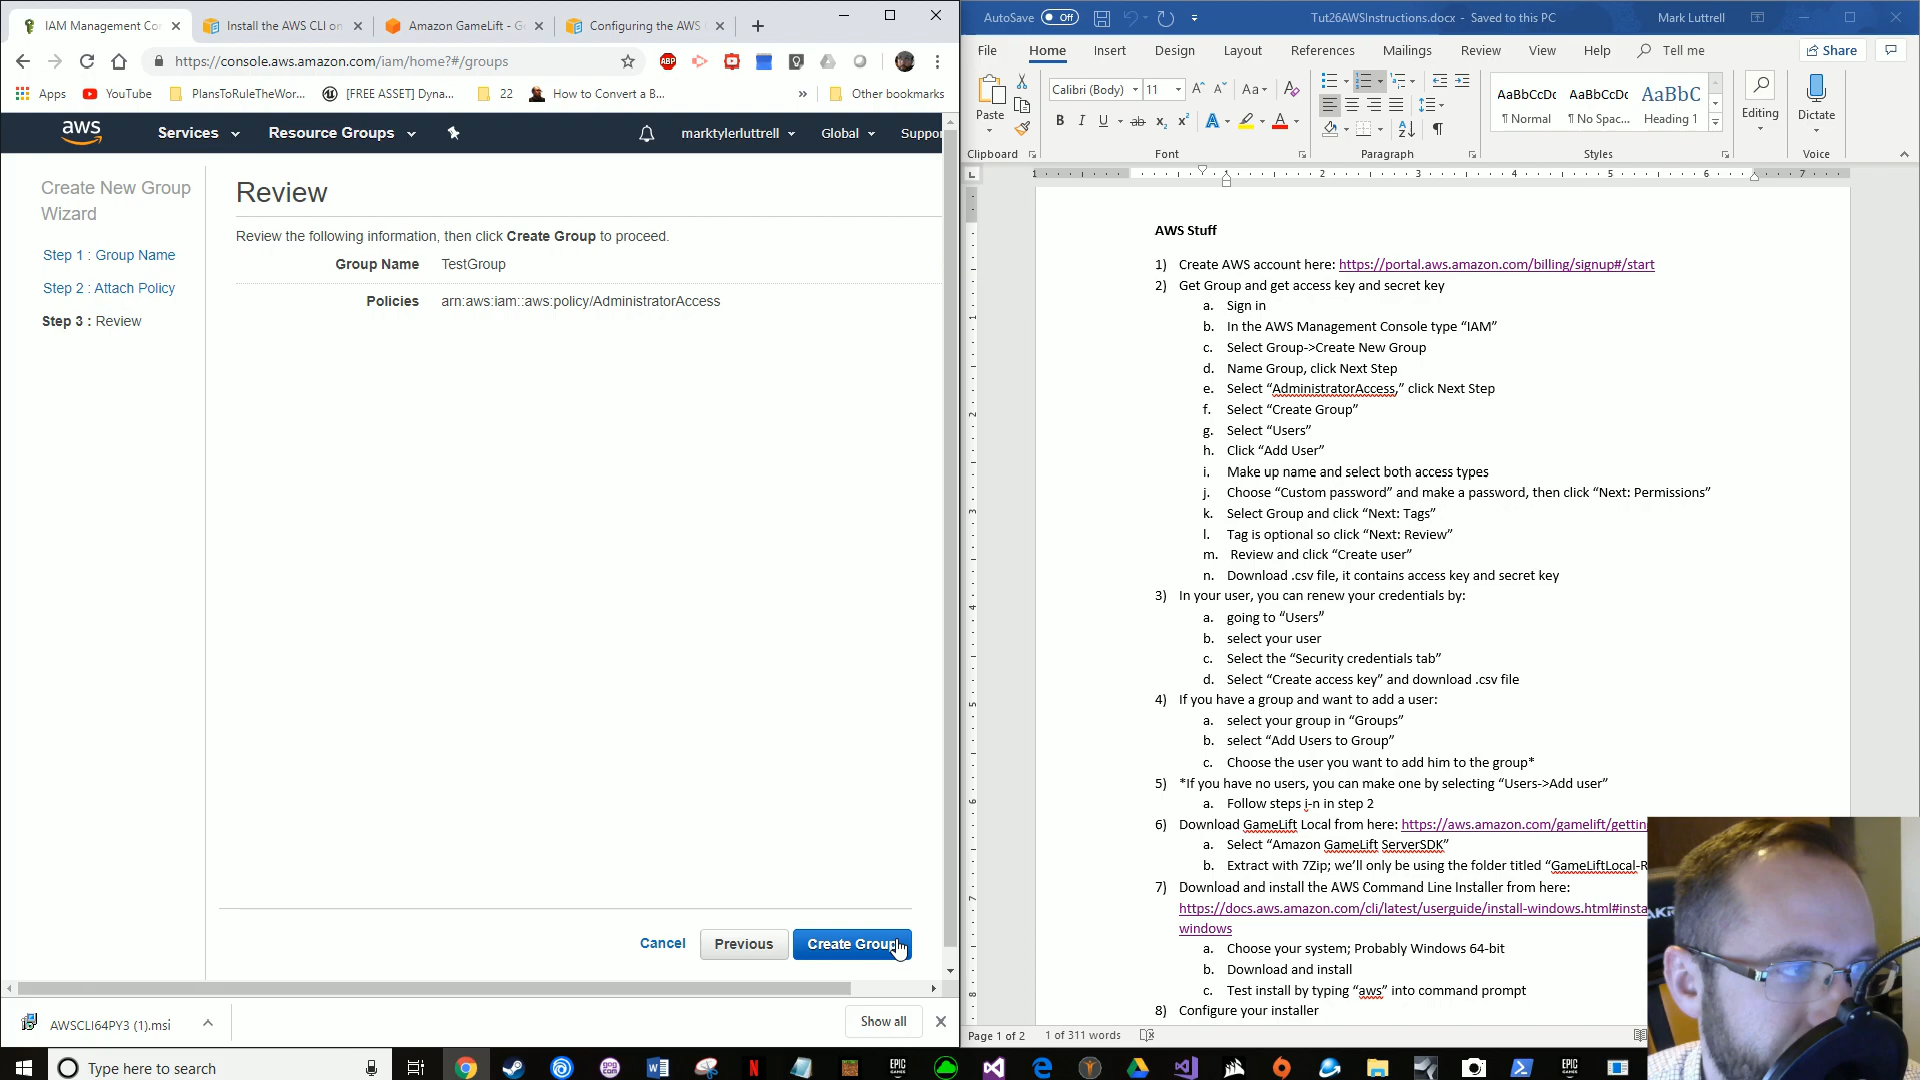 IAM Management Con
Install the AWS CLI on
Amazon GameLift - Ge
Configuring the AWS
https://console.aws.amazon.com/iam/home?#/groups
Apps
YouTube
PlansToRuleTheWor...
[FREE ASSET] Dyna...
22
How to Convert a B...
»
Other bookmarks
aws
Services
Resource Groups
marktylerluttrell
Global
Suppor
Create New Group
Wizard
Step 1 : Group Name
Step 2 : Attach Policy
Step 3 : Review
Review
Review the following information, then click Create Group to proceed.
Group Name TestGroup
Policies arn:aws:iam::aws:policy/AdministratorAccess
Cancel
Previous
Create Group
AWSCLI64PY3 (1).msi
Show all
Type here to search
AutoSave Off
Tut26AWSInstructions.docx - Saved to this PC
Mark Luttrell
File Home Insert Design Layout References Mailings Review View Help Tell me
Share
Paste
Calibri (Body) 11
AaBbCcDc AaBbCcDc AaBbC
¶ Normal ¶ No Spac... Heading 1
Editing
Dictate
Clipboard Font Paragraph Styles Voice
AWS Stuff
1) Create AWS account here: https://portal.aws.amazon.com/billing/signup#/start
2) Get Group and get access key and secret key
a. Sign in
b. In the AWS Management Console type “IAM”
c. Select Group->Create New Group
d. Name Group, click Next Step
e. Select “AdministratorAccess,” click Next Step
f. Select “Create Group”
g. Select “Users”
h. Click “Add User”
i. Make up name and select both access types
j. Choose “Custom password” and make a password, then click “Next: Permissions”
k. Select Group and click “Next: Tags”
l. Tag is optional so click “Next: Review”
m. Review and click “Create user”
n. Download .csv file, it contains access key and secret key
3) In your user, you can renew your credentials by:
a. going to “Users”
b. select your user
c. Select the “Security credentials tab”
d. Select “Create access key” and download .csv file
4) If you have a group and want to add a user:
a. select your group in “Groups”
b. select “Add Users to Group”
c. Choose the user you want to add him to the group*
5) *If you have no users, you can make one by selecting “Users->Add user”
a. Follow steps i-n in step 2
6) Download GameLift Local from here: https://aws.amazon.com/gamelift/gettin
a. Select “Amazon GameLift ServerSDK”
b. Extract with 7Zip; we’ll only be using the folder titled “GameLiftLocal-R
7) Download and install the AWS Command Line Installer from here:
https://docs.aws.amazon.com/cli/latest/userguide/install-windows.html#insta
windows
a. Choose your system; Probably Windows 64-bit
b. Download and install
c. Test install by typing “aws” into command prompt
8) Configure your installer
Page 1 of 2
1 of 311 words